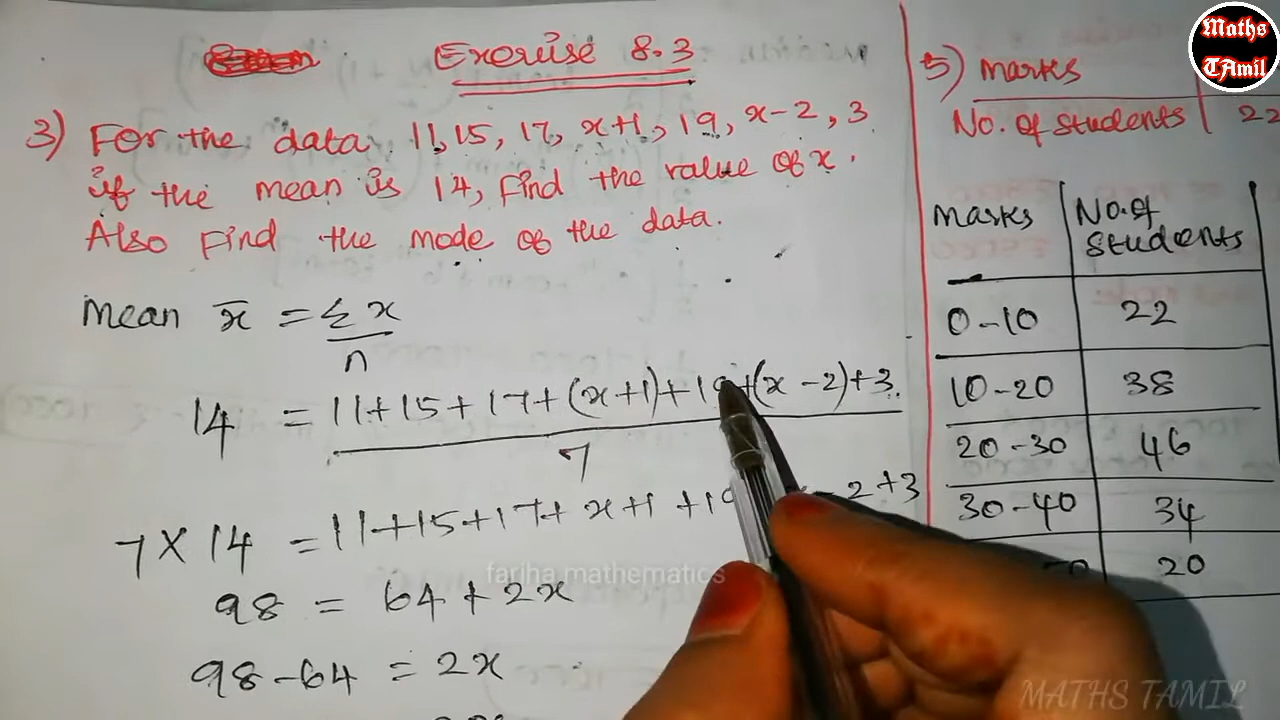 Exercise 8.3
3) For the data 11, 15, 17, x+1, 19, x-2, 3
if the mean is 14, Find the value of x.
Also Find the mode of the data.
Mean x̄ = Σx
n
14 = 11+15+17+(x+1)+19+(x-2)+3
7
7 × 14 = 11+15+17+x+1+19 -2+3
98 = 64+2x
98-64 = 2x
5) Marks
No. of Students | 22
Marks | No. of Students
0-10 | 22
10-20 | 38
20-30 | 46
30-40 | 34
20
Maths
TAmil
fariha mathematics
MATHS TAMIL